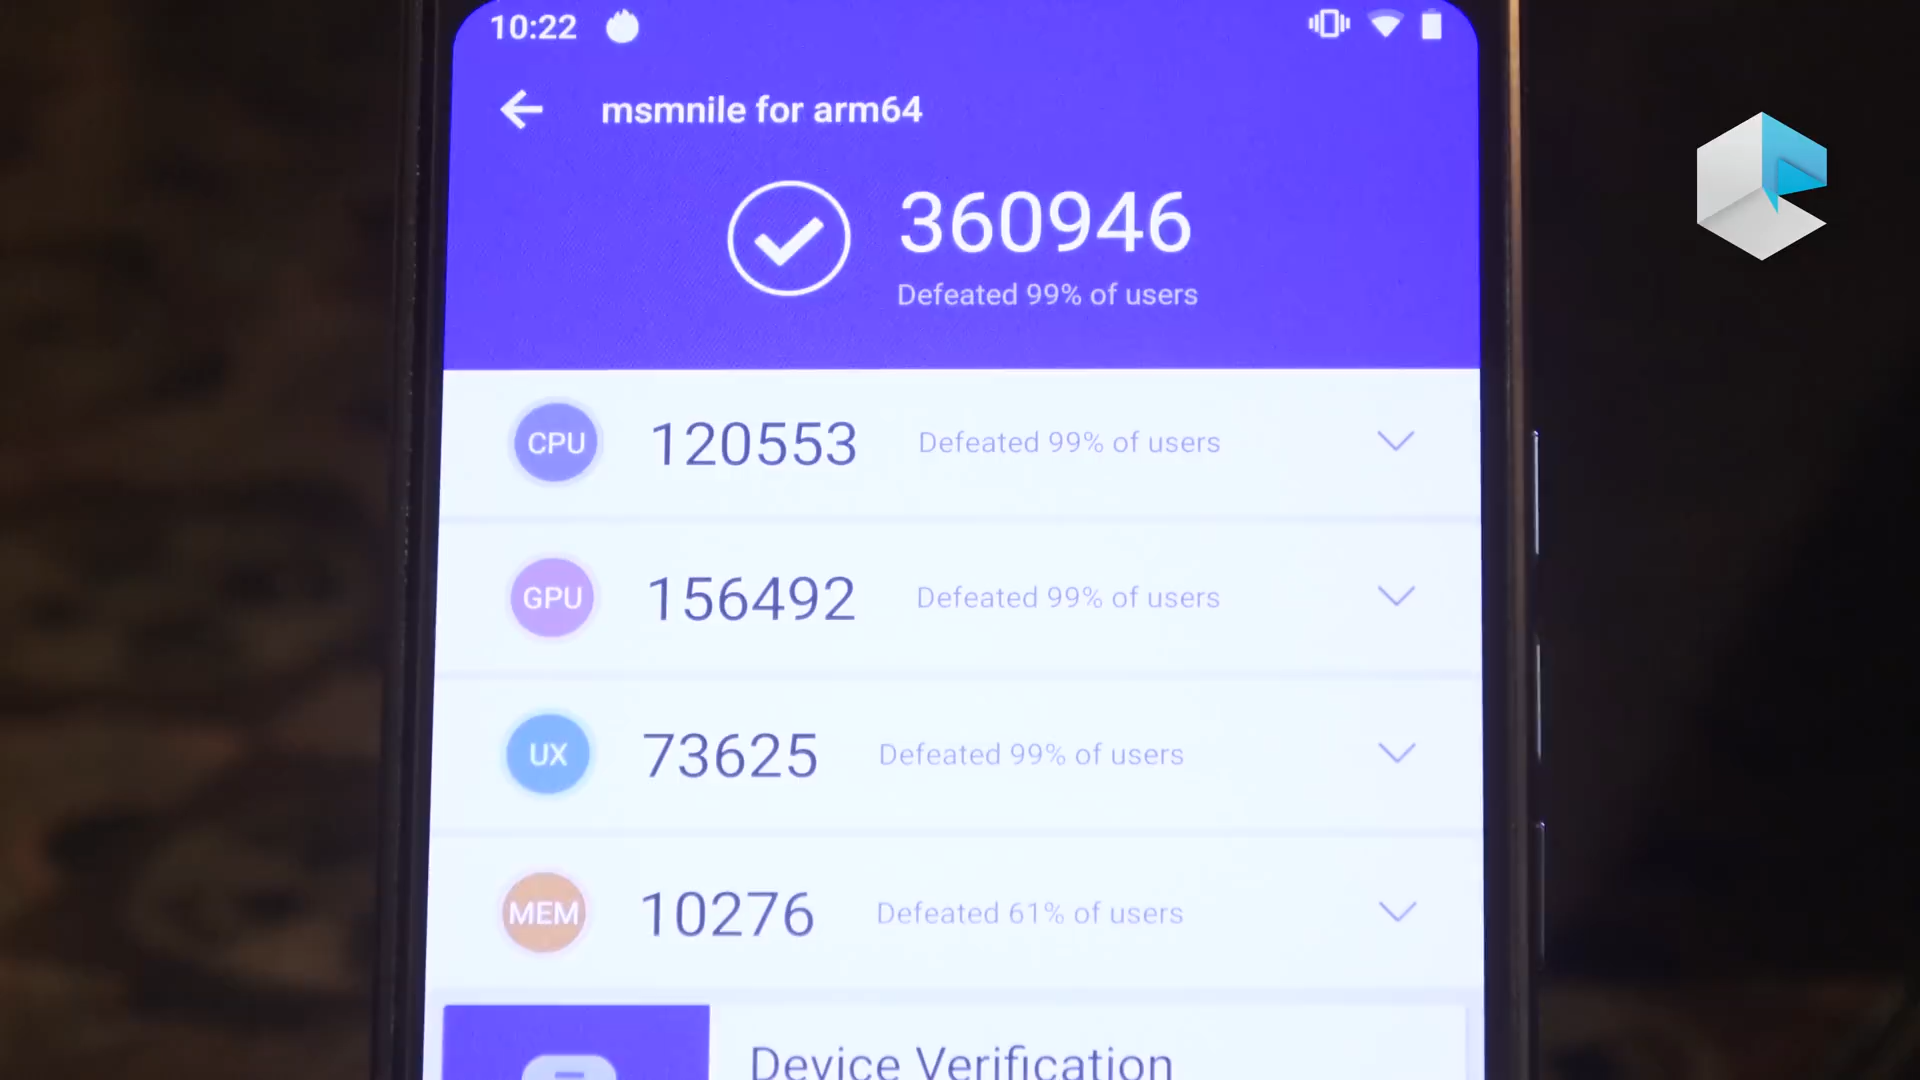 10:22
msmnile for arm64
360946
Defeated 99% of users
CPU 120553 Defeated 99% of users
GPU 156492 Defeated 99% of users
UX 73625 Defeated 99% of users
MEM 10276 Defeated 61% of users
Device Verification